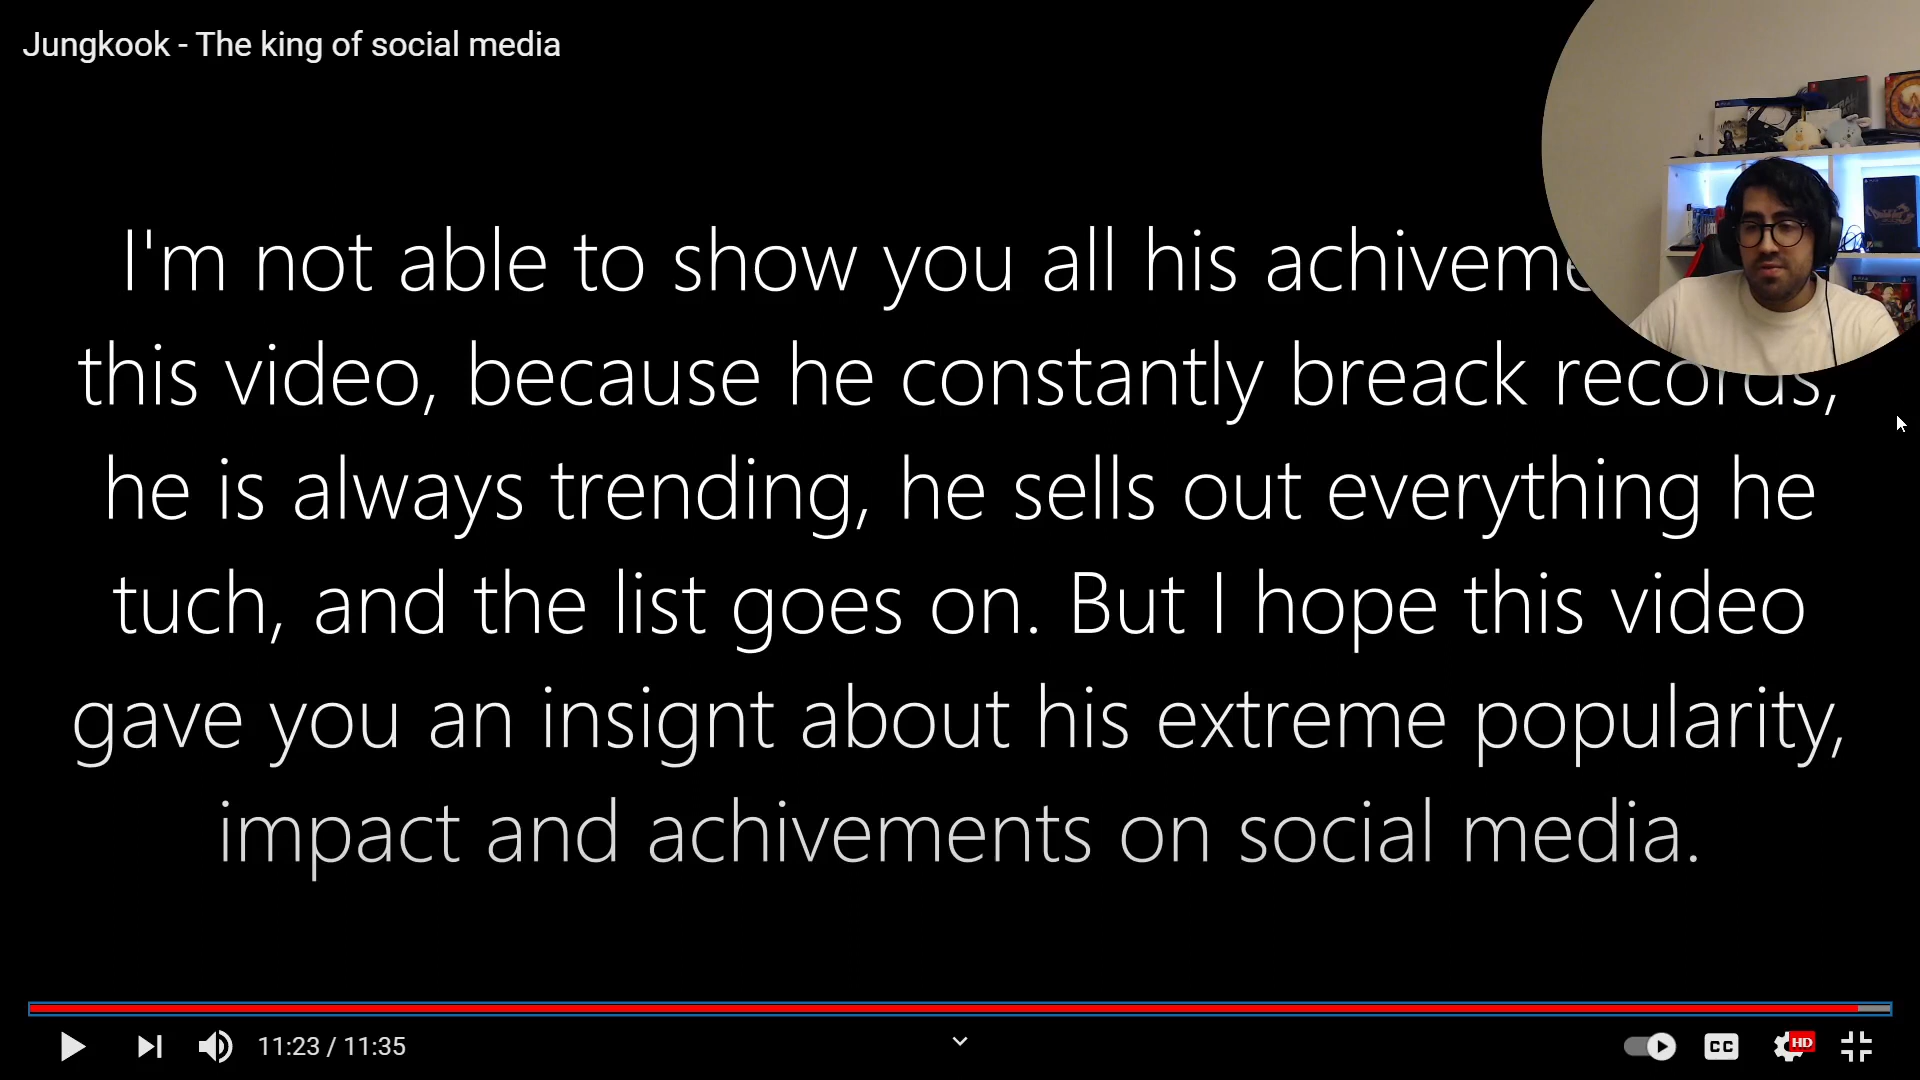 Jungkook - The king of social media
I'm not able to show you all his
this video, because he constantly breack records,
he is always trending, he sells out everything he
tuch, and the list goes on. But I hope this video
gave you an insignt about his extreme popularity,
impact and achivements on social media.
11:23 / 11:35
CC
HD